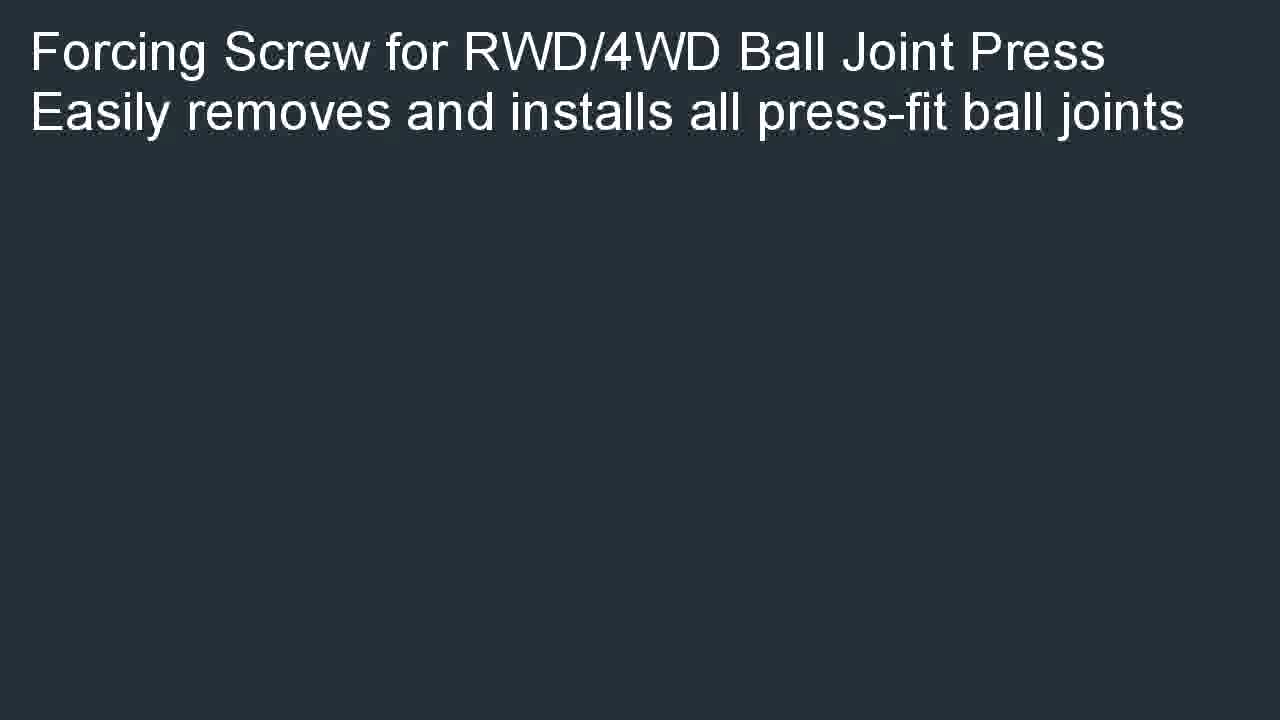 Forcing Screw for RWD/4WD Ball Joint Press
Easily removes and installs all press-fit ball joints